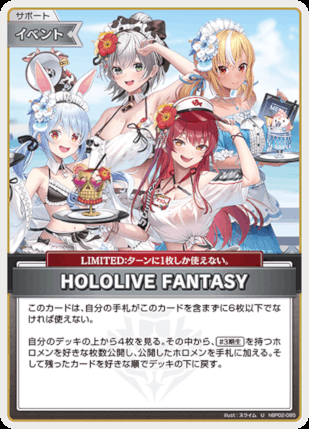 サポート
イベント
LIMITED:ターンに1枚しか使えない。
HOLOLIVE FANTASY
このカードは、自分の手札がこのカードを含まずに6枚以下でな
ければ使えない。
自分のデッキの上から4枚を見る。その中から、#3期生を持つホ
ロメンを好きな枚数公開し、公開したホロメンを手札に加える。そ
して残ったカードを好きな順でデッキの下に戻す。
Illust:スライム U hBP02-085